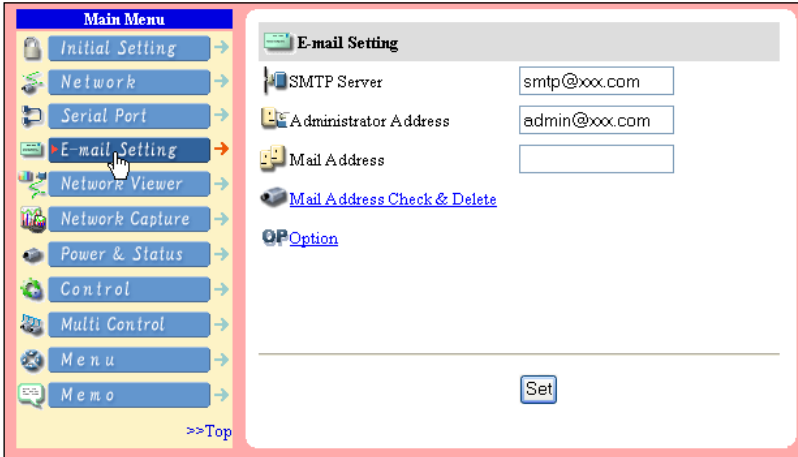 Main Menu
Initial Setting
Network
Serial Port
E-mail Setting
Network Viewer
Network Capture
Power & Status
Control
Multi Control
Menu
Memo
>>Top
E-mail Setting
SMTP Server
smtp@xxx.com
Administrator Address
admin@xxx.com
Mail Address
Mail Address Check & Delete
OP Option
Set